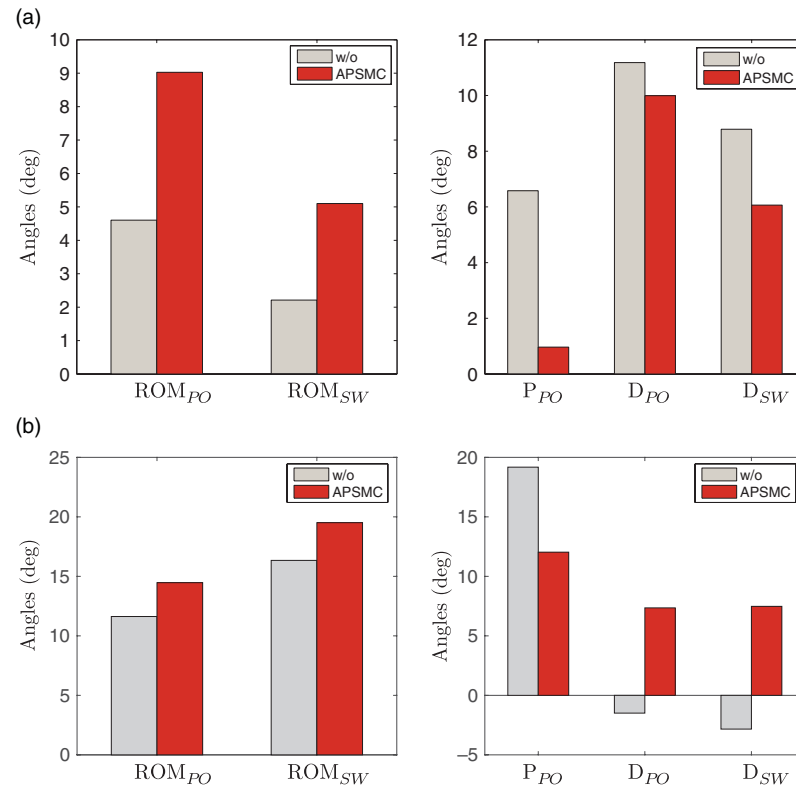 (a)
10
9
8
7
6
5
4
3
2
1
0
Angles (deg)
w/o
APSMC
ROM_PO
ROM_SW
12
10
8
6
4
2
0
Angles (deg)
w/o
APSMC
P_PO
D_PO
D_SW
(b)
25
20
15
10
5
0
Angles (deg)
w/o
APSMC
ROM_PO
ROM_SW
20
15
10
5
0
−5
Angles (deg)
w/o
APSMC
P_PO
D_PO
D_SW